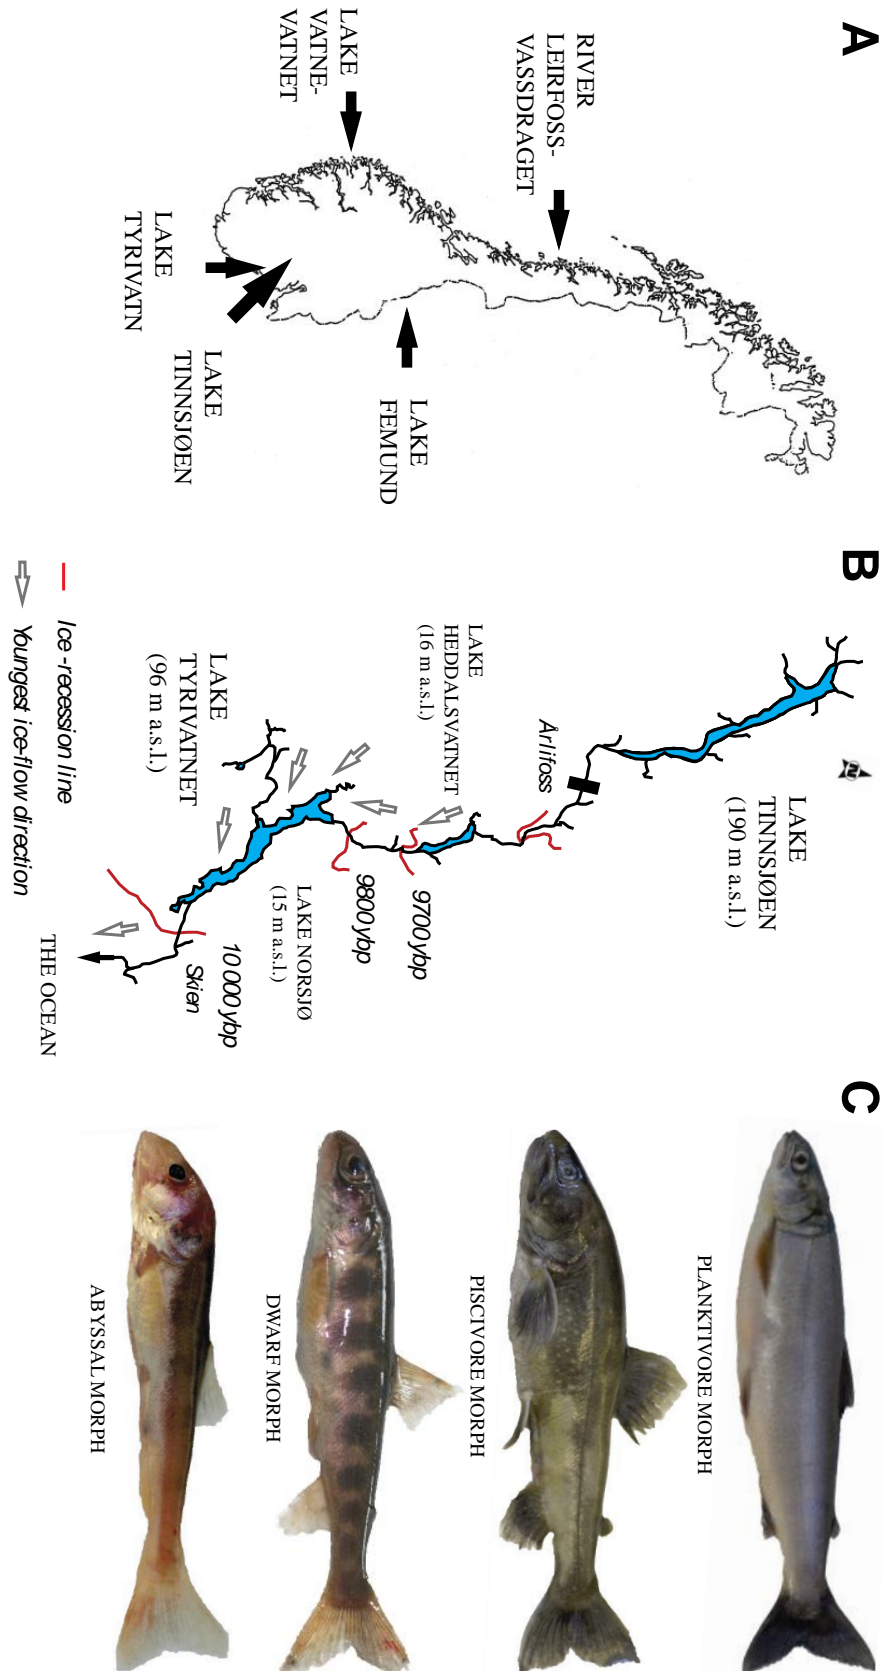 A
RIVER
LEIRFOSS-
VASSDRAGET
LAKE
VATNE-
VATNET
LAKE
TYRIVATN
LAKE
TINNSJØEN
LAKE
FEMUND
B
N
LAKE
TINNSJØEN
(190 m a.s.l.)
Årlifoss
LAKE
HEDDALSVATNET
(16 m a.s.l.)
9700 ybp
9800 ybp
LAKE NORSJØ
(15 m a.s.l.)
LAKE
TYRIVATNET
(96 m a.s.l.)
10 000 ybp
Skien
THE OCEAN
Ice -recession line
Youngest ice-flow direction
C
PLANKTIVORE MORPH
PISCIVORE MORPH
DWARF MORPH
ABYSSAL MORPH